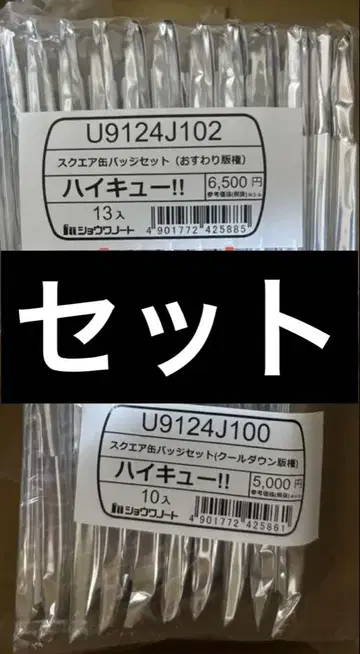 U9124J102
スクエア缶バッジセット（おすわり版権）
ハイキュー!!
6,500円
参考価格(税抜)
13入
ショウワノート
4 901772 425885
セット
U9124J100
スクエア缶バッジセット(クールダウン版権)
ハイキュー!!
5,000円
参考価格(税抜)
10入
ショウワノート
4 901772 425861